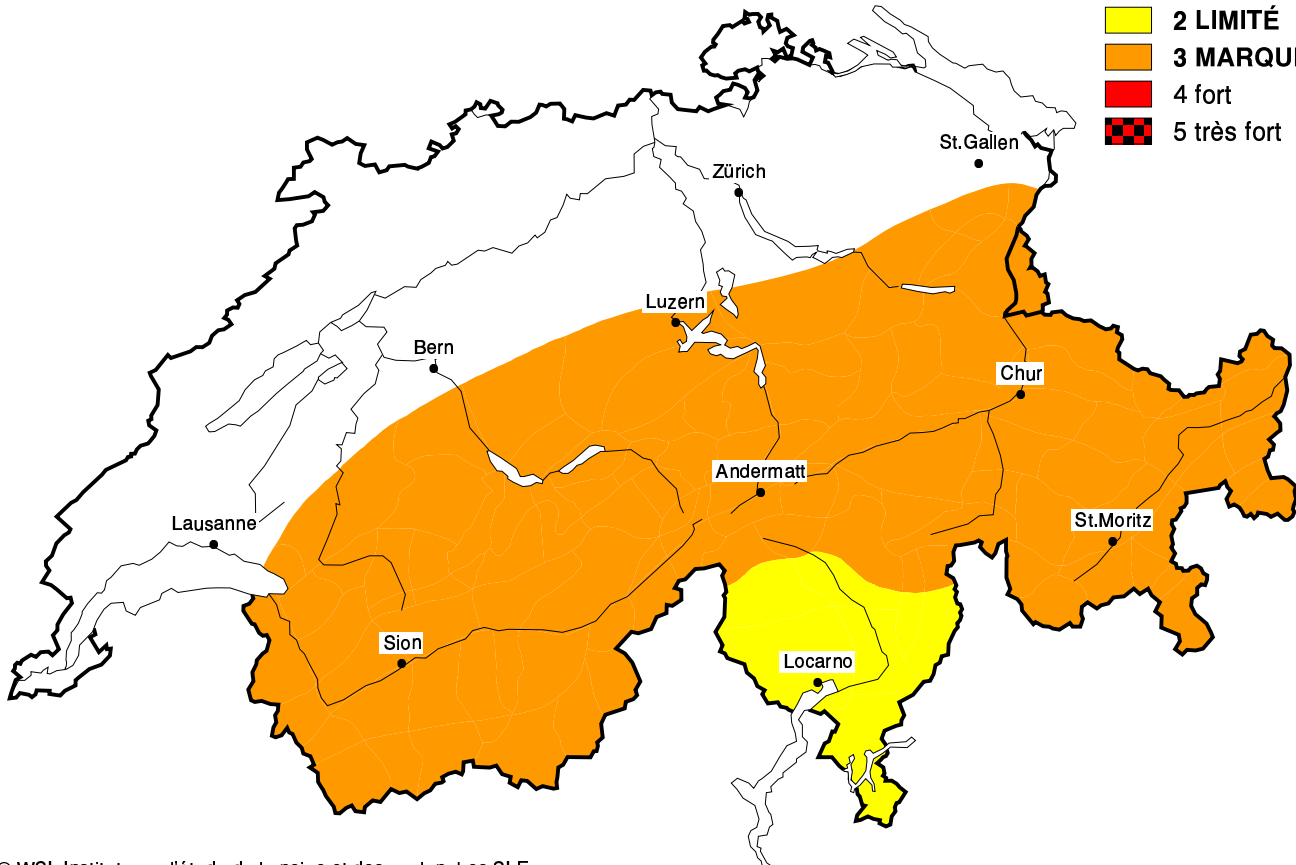 2 LIMITÉ
3
4 fort
5 très fort
St.Gallen
Zürich
Luzern
Bern
Chur
Andermatt
Lausanne
St.Moritz
Sion
Locarno